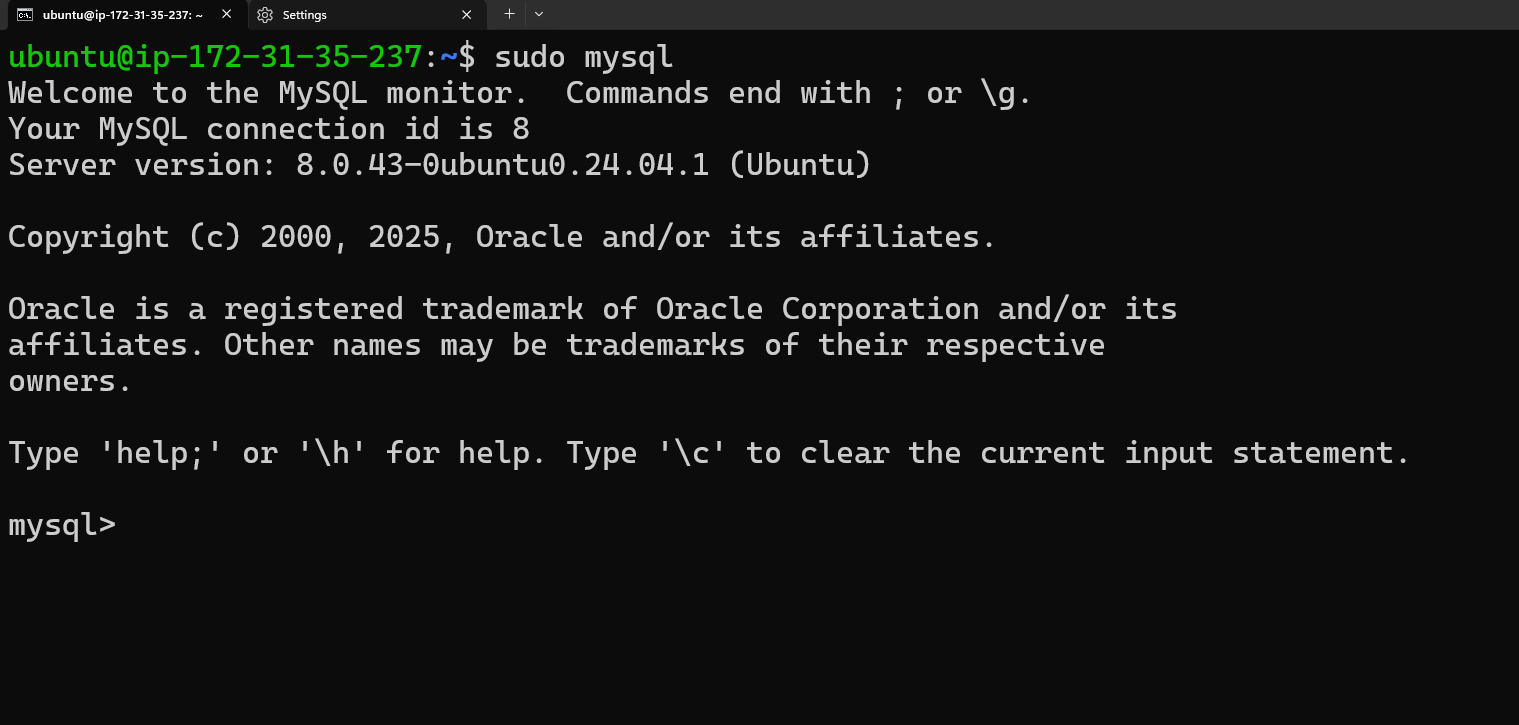 ubuntu@ip-172-31-35-237: ~
Settings
ubuntu@ip-172-31-35-237:~$ sudo mysql
Welcome to the MySQL monitor.  Commands end with ; or \g.
Your MySQL connection id is 8
Server version: 8.0.43-0ubuntu0.24.04.1 (Ubuntu)

Copyright (c) 2000, 2025, Oracle and/or its affiliates.

Oracle is a registered trademark of Oracle Corporation and/or its
affiliates. Other names may be trademarks of their respective
owners.

Type 'help;' or '\h' for help. Type '\c' to clear the current input statement.

mysql>